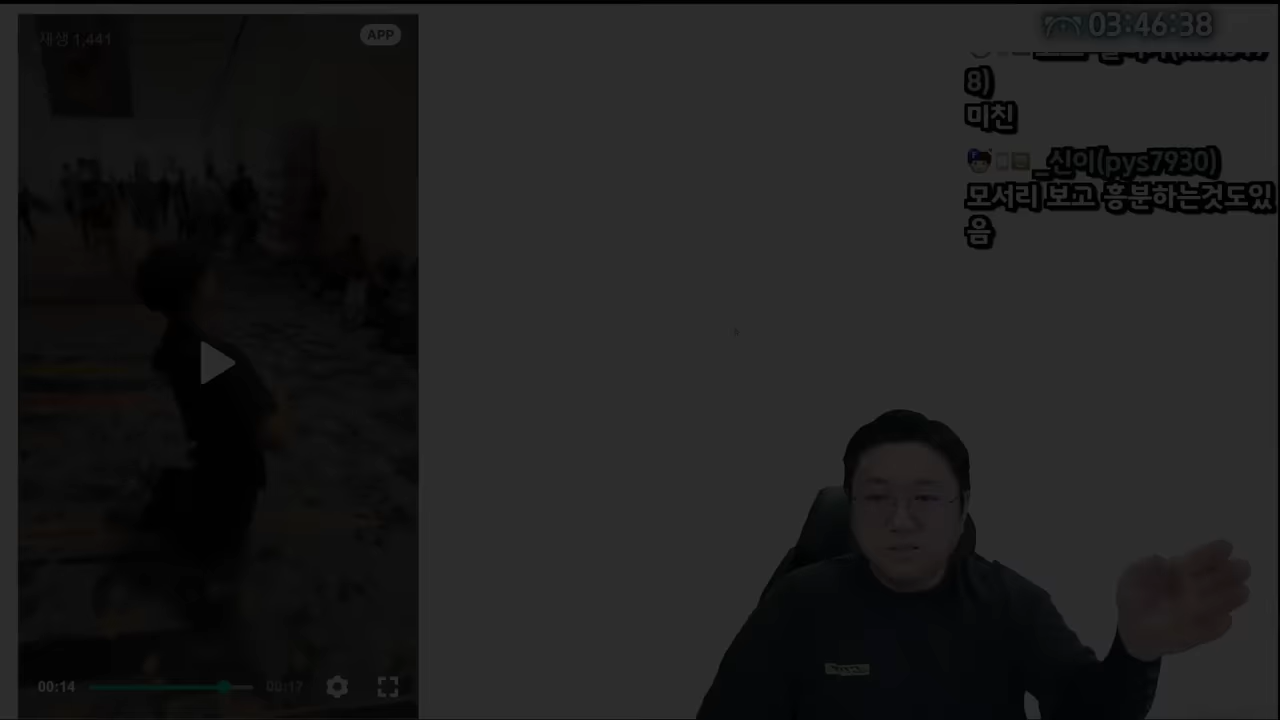 재생 1,441
APP
03:46:38
8)
미친
_신이(pys7930)
모서리 보고 흥분하는것도있
음
00:14
00:17